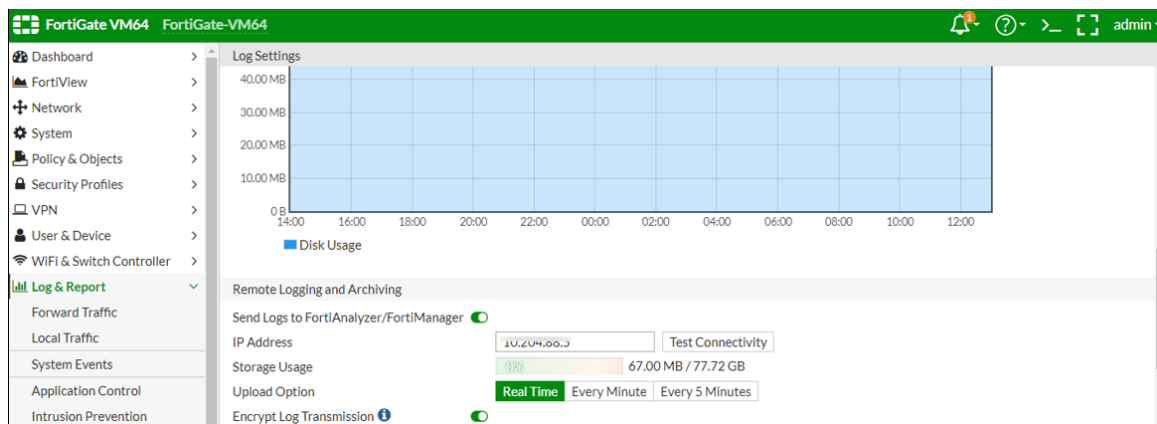 FortiGate VM64 FortiGate-VM64 1 admin
Dashboard
FortiView
Network
System
Policy & Objects
Security Profiles
VPN
User & Device
WiFi & Switch Controller
Log & Report
Forward Traffic
Local Traffic
System Events
Application Control
Intrusion Prevention
Log Settings
40.00 MB
30.00 MB
20.00 MB
10.00 MB
0 B
14:00 16:00 18:00 20:00 22:00 00:00 02:00 04:00 06:00 08:00 10:00 12:00
Disk Usage
Remote Logging and Archiving
Send Logs to FortiAnalyzer/FortiManager
IP Address 10.204.88.5 Test Connectivity
Storage Usage 0% 67.00 MB / 77.72 GB
Upload Option Real Time Every Minute Every 5 Minutes
Encrypt Log Transmission